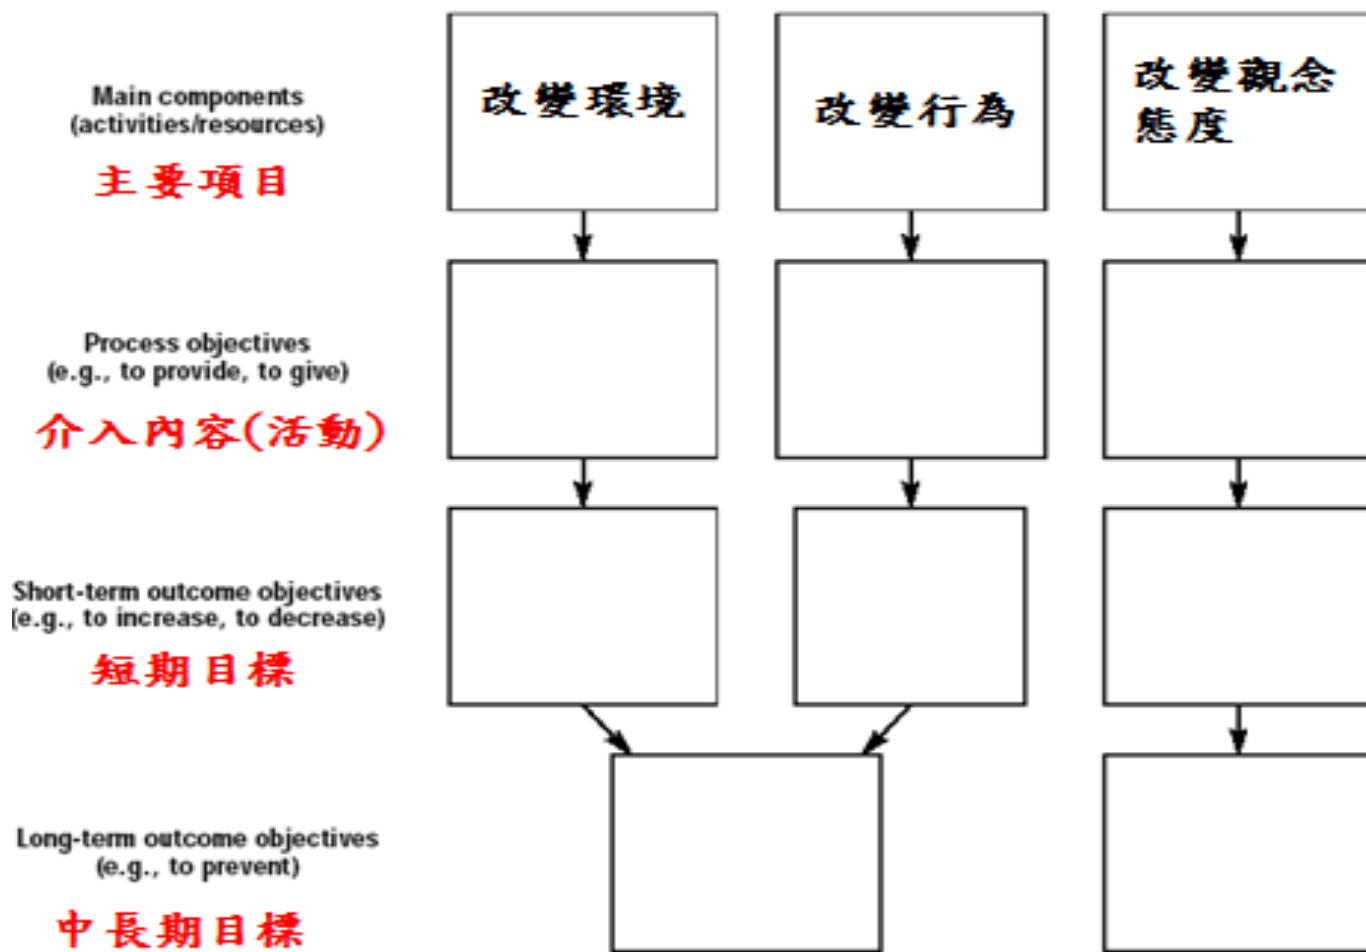 Main components
(activities/resources)
主要項目
改變環境
改變行為
改變觀念
態度
Process objectives
(e.g., to provide, to give)
介入內容(活動)
Short-term outcome objectives
(e.g., to increase, to decrease)
短期目標
Long-term outcome objectives
(e.g., to prevent)
中長期目標